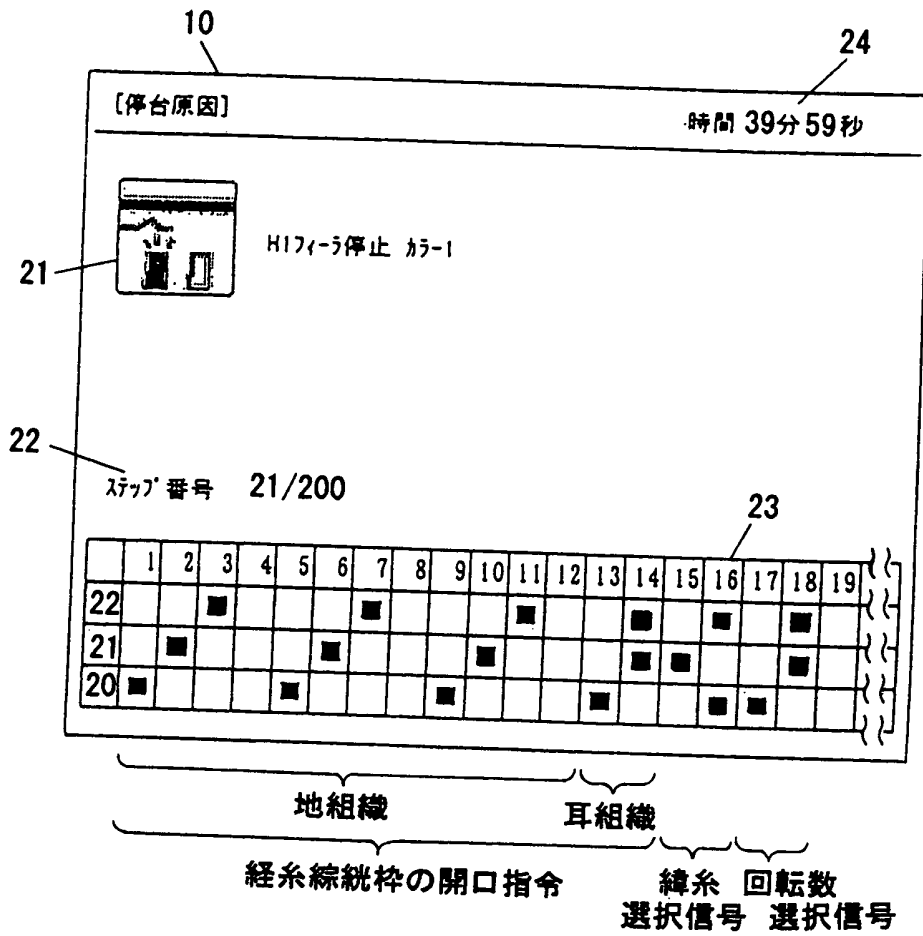 10
24
[停台原因]
時間 39分59秒
21
H1フィーラ停止 カラー1
22
ステップ番号 21/200
23
1 2 3 4 5 6 7 8 9 10 11 12 13 14 15 16 17 18 19
22
21
20
地組織 耳組織
経糸綜絖枠の開口指令 緯糸 回転数
選択信号 選択信号